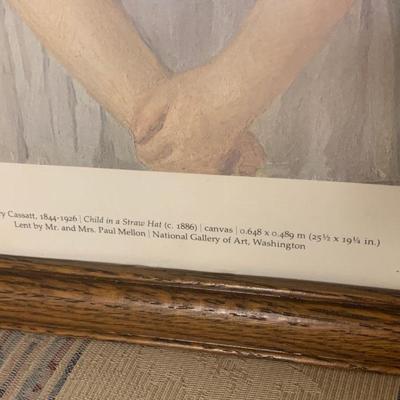 ry Cassatt, 1844-1926 | Child in a Straw Hat (c. 1886) | canvas | 0.648 x 0.489 m (25½ x 19¼ in.)
Lent by Mr. and Mrs. Paul Mellon | National Gallery of Art, Washington